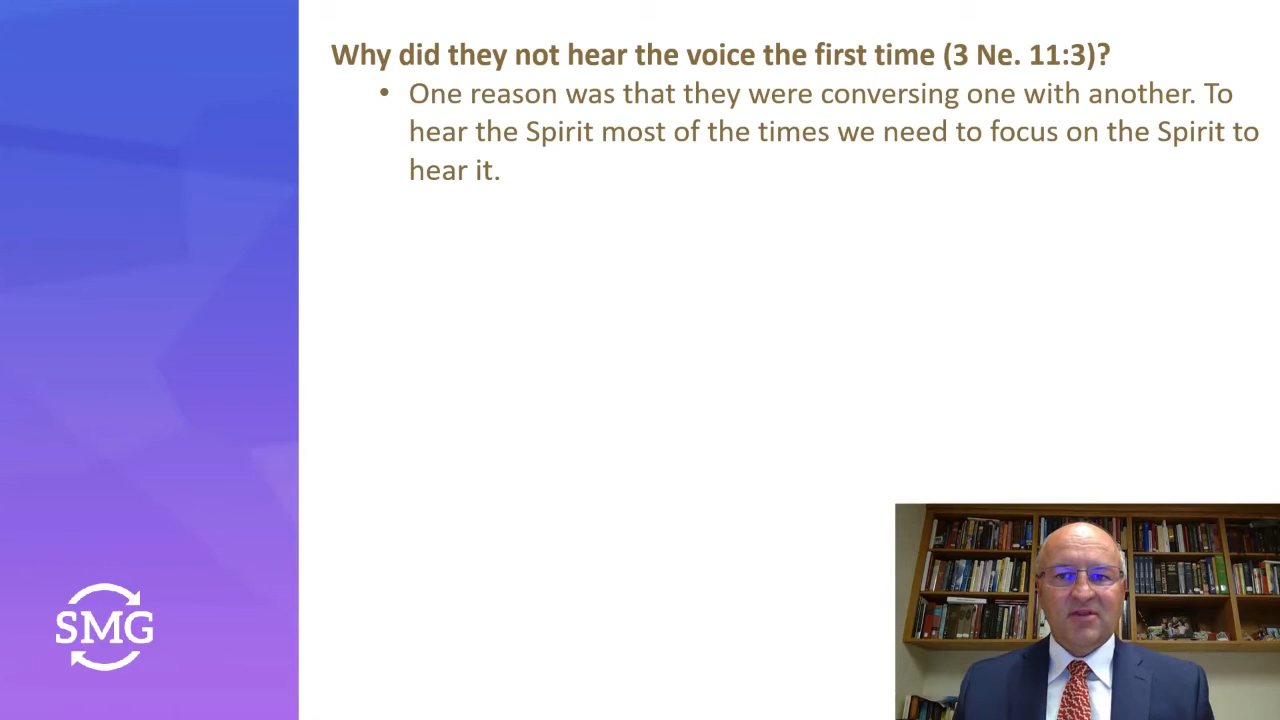 Why did they not hear the voice the first time (3 Ne. 11:3)?
• One reason was that they were conversing one with another. To
hear the Spirit most of the times we need to focus on the Spirit to
hear it.
SMG